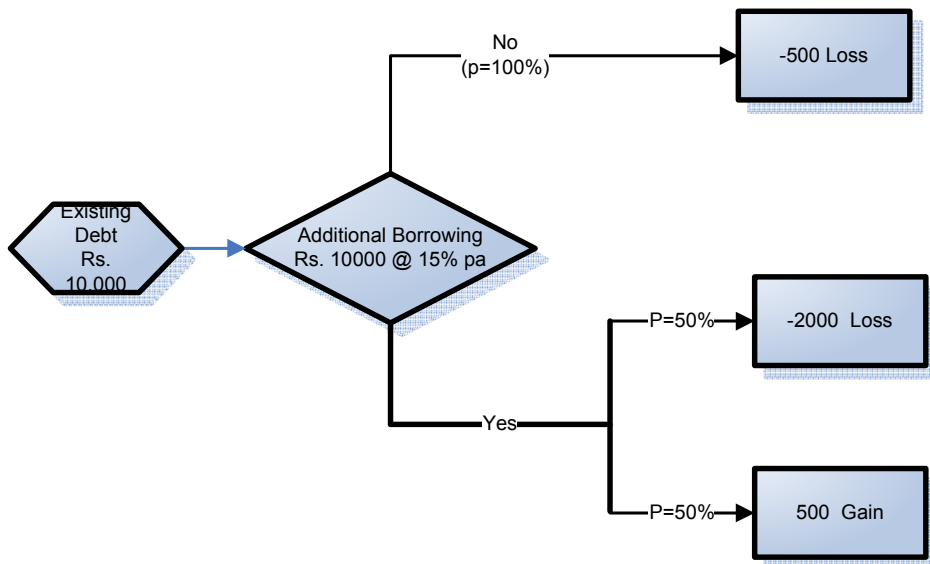 No
(p=100%)
-500 Loss
Existing
Debt
Rs.
10,000
Additional Borrowing
Rs. 10000 @ 15% pa
P=50%
-2000 Loss
Yes
P=50%
500 Gain